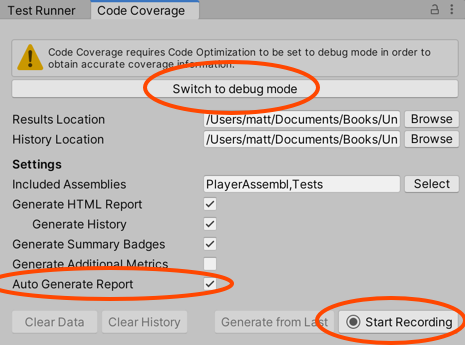 Test Runner
Code Coverage
Code Coverage requires Code Optimization to be set to debug mode in order to
obtain accurate coverage information.
Switch to debug mode
Results Location /Users/matt/Documents/Books/Un Browse
History Location /Users/matt/Documents/Books/Un Browse
Settings
Included Assemblies PlayerAssembl,Tests Select
Generate HTML Report
Generate History
Generate Summary Badges
Generate Additional Metrics
Auto Generate Report
Clear Data Clear History Generate from Last Start Recording